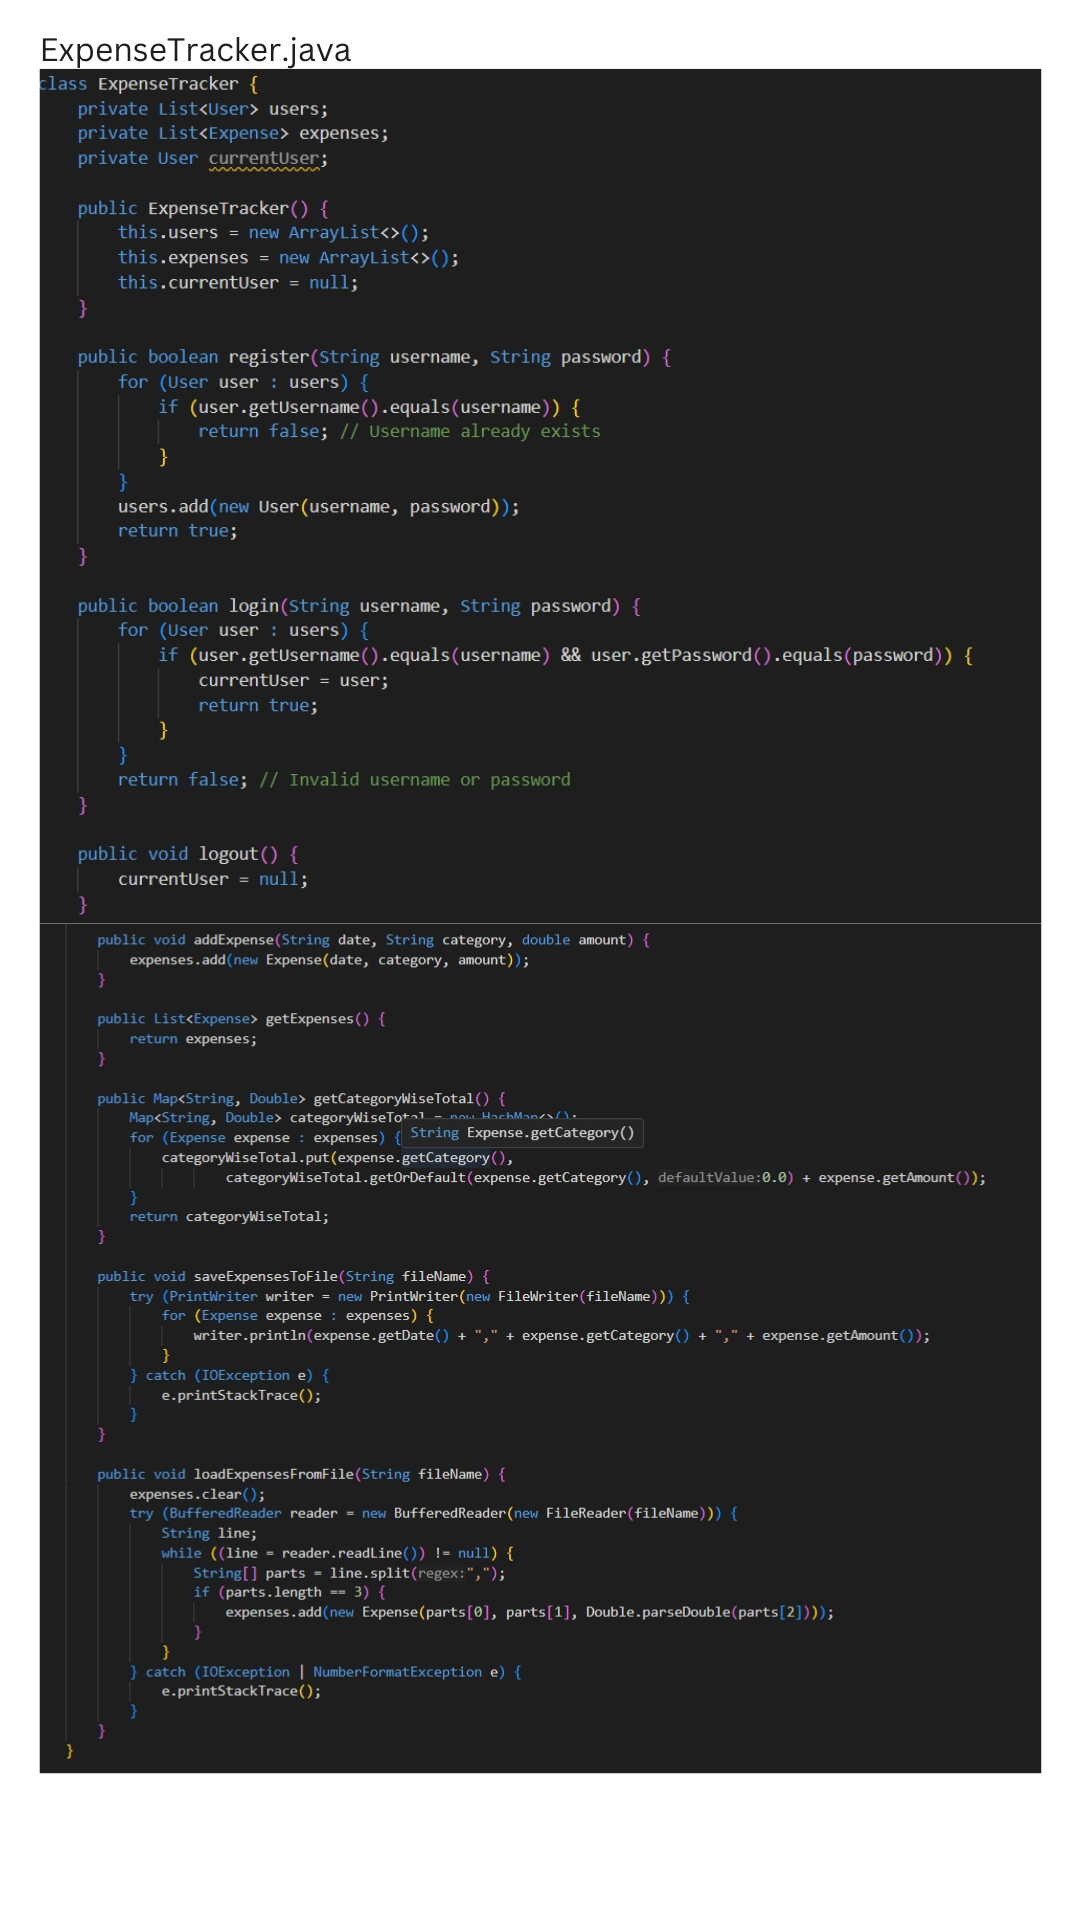 ExpenseTracker.java
class ExpenseTracker {
    private List<User> users;
    private List<Expense> expenses;
    private User currentUser;
    public ExpenseTracker() {
        this.users = new ArrayList<>();
        this.expenses = new ArrayList<>();
        this.currentUser = null;
    }
    public boolean register(String username, String password) {
        for (User user : users) {
            if (user.getUsername().equals(username)) {
                return false; // Username already exists
            }
        }
        users.add(new User(username, password));
        return true;
    }
    public boolean login(String username, String password) {
        for (User user : users) {
            if (user.getUsername().equals(username) && user.getPassword().equals(password)) {
                currentUser = user;
                return true;
            }
        }
        return false; // Invalid username or password
    }
    public void logout() {
        currentUser = null;
    }
    public void addExpense(String date, String category, double amount) {
        expenses.add(new Expense(date, category, amount));
    }
    public List<Expense> getExpenses() {
        return expenses;
    }
    public Map<String, Double> getCategoryWiseTotal() {
        Map<String, Double> categoryWiseTotal = new HashMap<>();
        for (Expense expense : expenses) {
String Expense.getCategory()
            categoryWiseTotal.put(expense.getCategory(),
                    categoryWiseTotal.getOrDefault(expense.getCategory(), defaultValue:0.0) + expense.getAmount());
        }
        return categoryWiseTotal;
    }
    public void saveExpensesToFile(String fileName) {
        try (PrintWriter writer = new PrintWriter(new FileWriter(fileName))) {
            for (Expense expense : expenses) {
                writer.println(expense.getDate() + "," + expense.getCategory() + "," + expense.getAmount());
            }
        } catch (IOException e) {
            e.printStackTrace();
        }
    }
    public void loadExpensesFromFile(String fileName) {
        expenses.clear();
        try (BufferedReader reader = new BufferedReader(new FileReader(fileName))) {
            String line;
            while ((line = reader.readLine()) != null) {
                String[] parts = line.split(regex:",");
                if (parts.length == 3) {
                    expenses.add(new Expense(parts[0], parts[1], Double.parseDouble(parts[2])));
                }
            }
        } catch (IOException | NumberFormatException e) {
            e.printStackTrace();
        }
    }
}